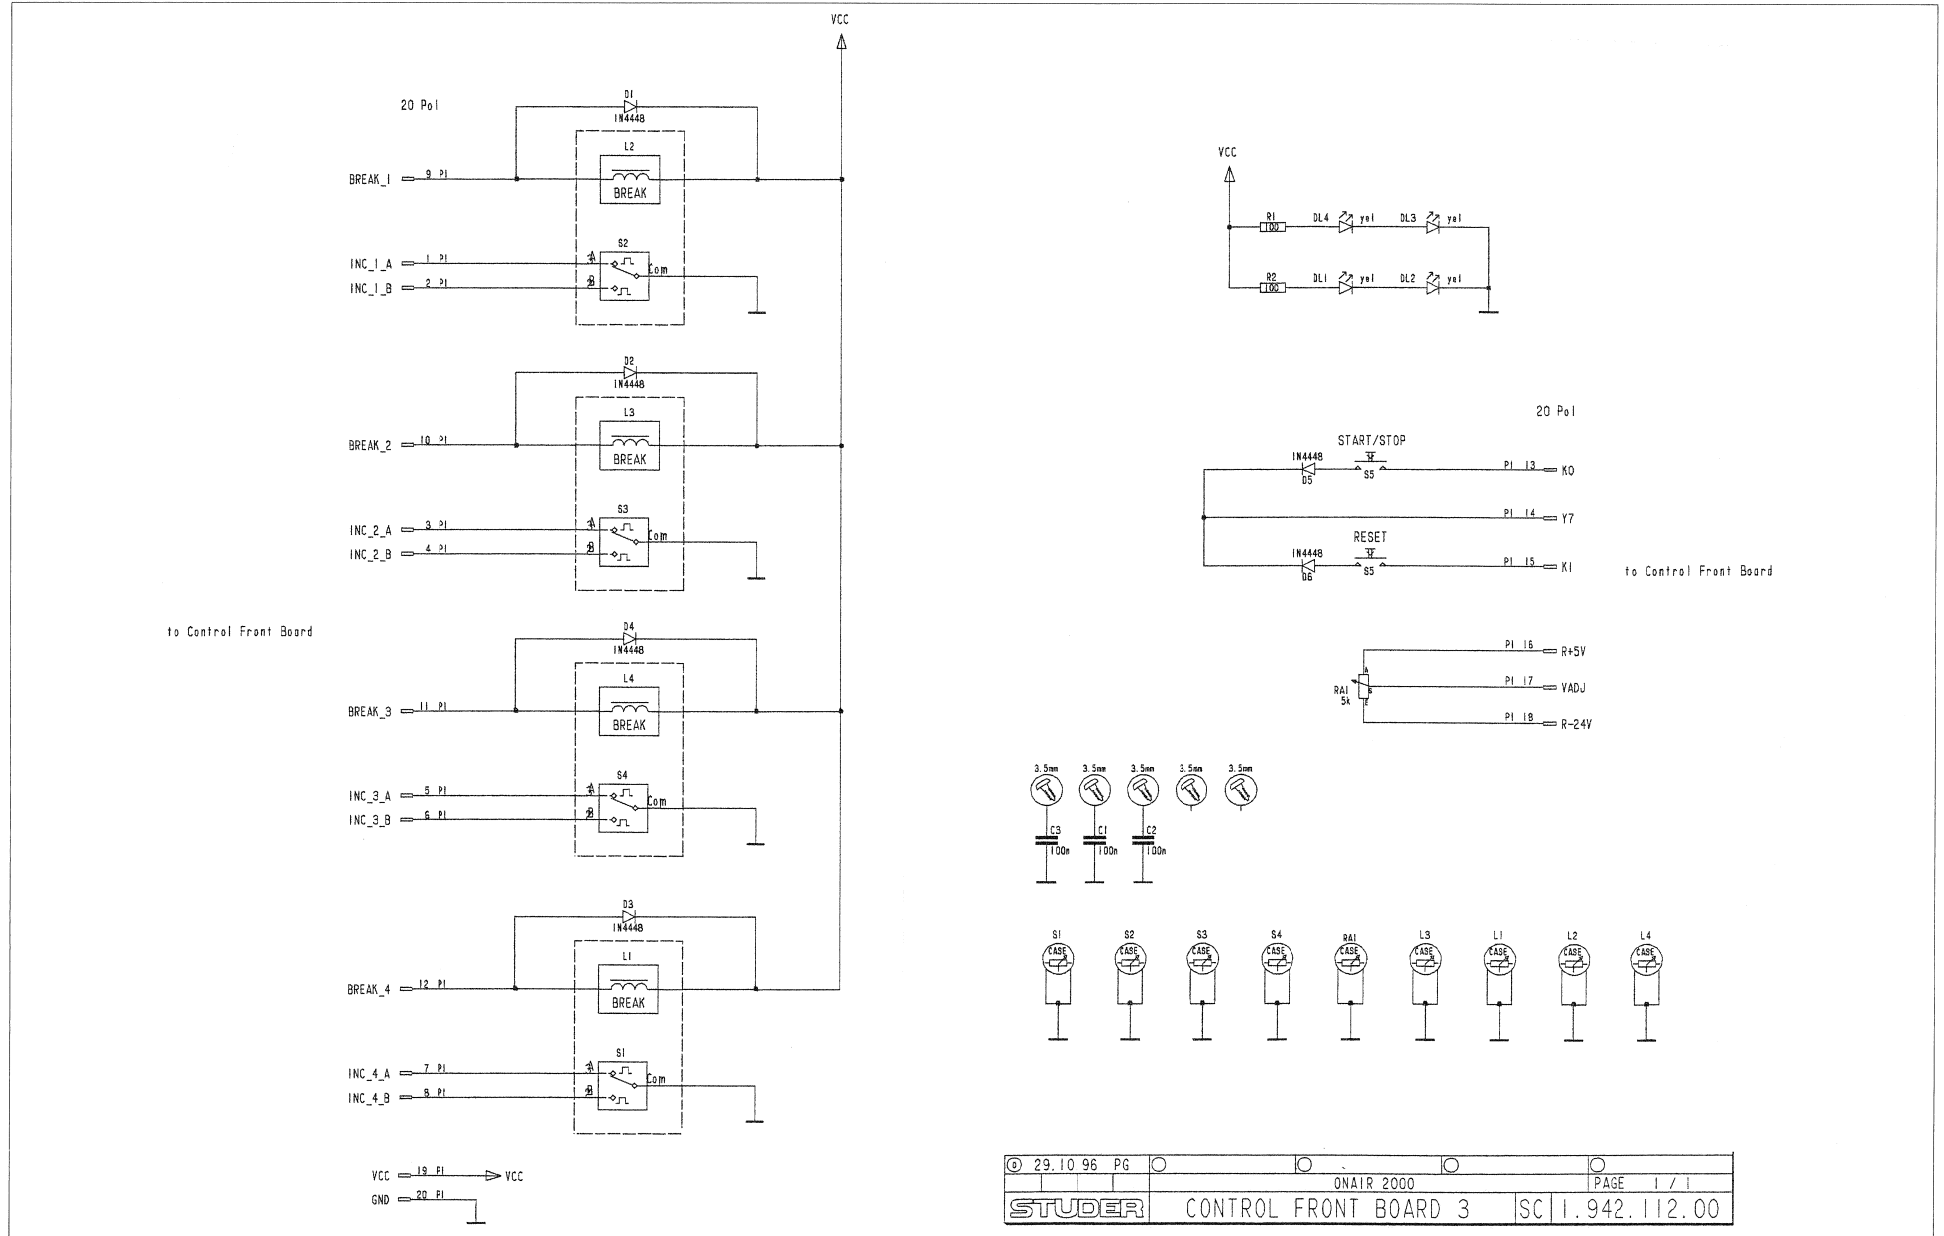 VCC
20 Pol
D1
1N4448
L2
BREAK
BREAK_1 9 P1
S2
INC_1_A 1 P1 A Com
INC_1_B 2 P1 B
D2
1N4448
L3
BREAK
BREAK_2 10 P1
S3
INC_2_A 3 P1 A Com
INC_2_B 4 P1 B
to Control Front Board
D4
1N4448
L4
BREAK
BREAK_3 11 P1
S4
INC_3_A 5 P1 A Com
INC_3_B 6 P1 B
D3
1N4448
L1
BREAK
BREAK_4 12 P1
S1
INC_4_A 7 P1 A Com
INC_4_B 8 P1 B
VCC 19 P1 VCC
GND 20 P1
VCC
R1 100 DL4 yel DL3 yel
R2 100 DL1 yel DL2 yel
20 Pol
START/STOP
1N4448 D5 S5 P1 13 K0
P1 14 Y7
RESET
1N4448 D6 S5 P1 15 K1
to Control Front Board
P1 16 R+5V
RA1 5k A S E P1 17 VADJ
P1 18 R-24V
3.5mm 3.5mm 3.5mm 3.5mm 3.5mm
C3 C1 C2
100n 100n 100n
S1 S2 S3 S4 RA1 L3 L1 L2 L4
CASE CASE CASE CASE CASE CASE CASE CASE CASE
0 29.10.96 PG
ONAIR 2000 PAGE 1 / 1
STUDER CONTROL FRONT BOARD 3 SC 1.942.112.00